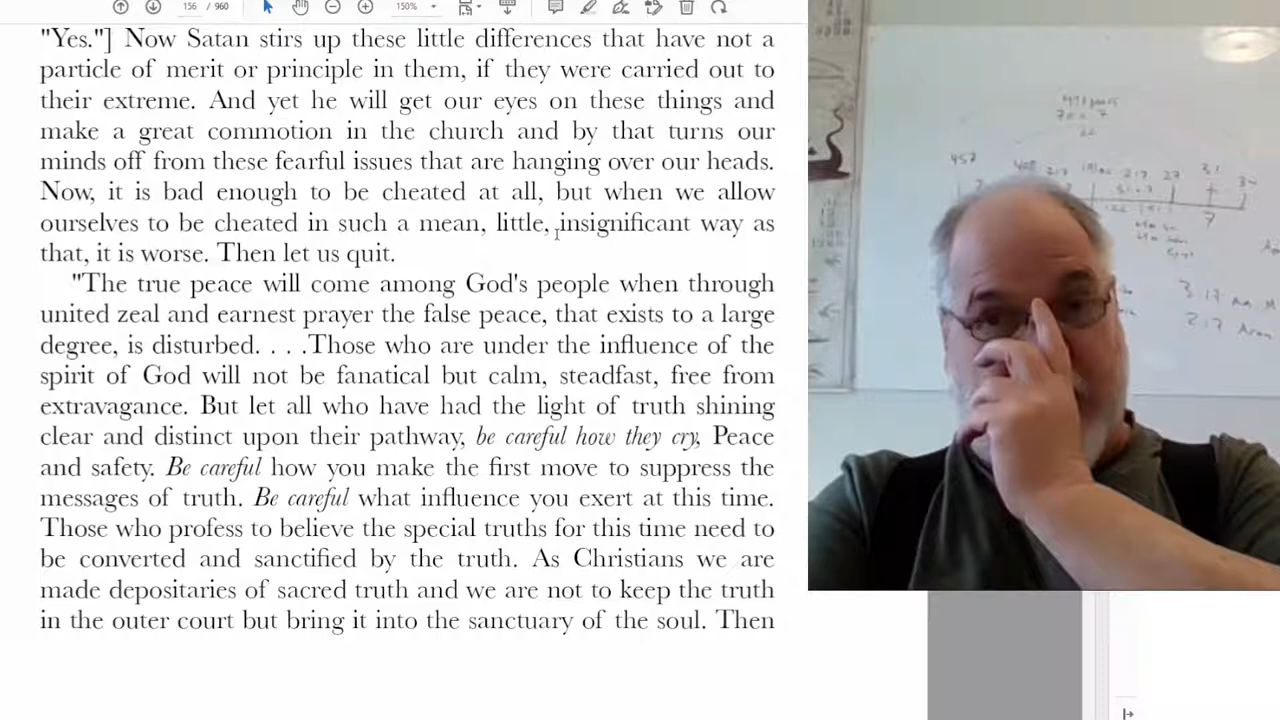 156 / 960
150%
"Yes."] Now Satan stirs up these little differences that have not a
particle of merit or principle in them, if they were carried out to
their extreme. And yet he will get our eyes on these things and
make a great commotion in the church and by that turns our
minds off from these fearful issues that are hanging over our heads.
Now, it is bad enough to be cheated at all, but when we allow
ourselves to be cheated in such a mean, little, insignificant way as
that, it is worse. Then let us quit.
"The true peace will come among God's people when through
united zeal and earnest prayer the false peace, that exists to a large
degree, is disturbed. . . .Those who are under the influence of the
spirit of God will not be fanatical but calm, steadfast, free from
extravagance. But let all who have had the light of truth shining
clear and distinct upon their pathway, be careful how they cry, Peace
and safety. Be careful how you make the first move to suppress the
messages of truth. Be careful what influence you exert at this time.
Those who profess to believe the special truths for this time need to
be converted and sanctified by the truth. As Christians we are
made depositaries of sacred truth and we are not to keep the truth
in the outer court but bring it into the sanctuary of the soul. Then
457
217
27
31
7